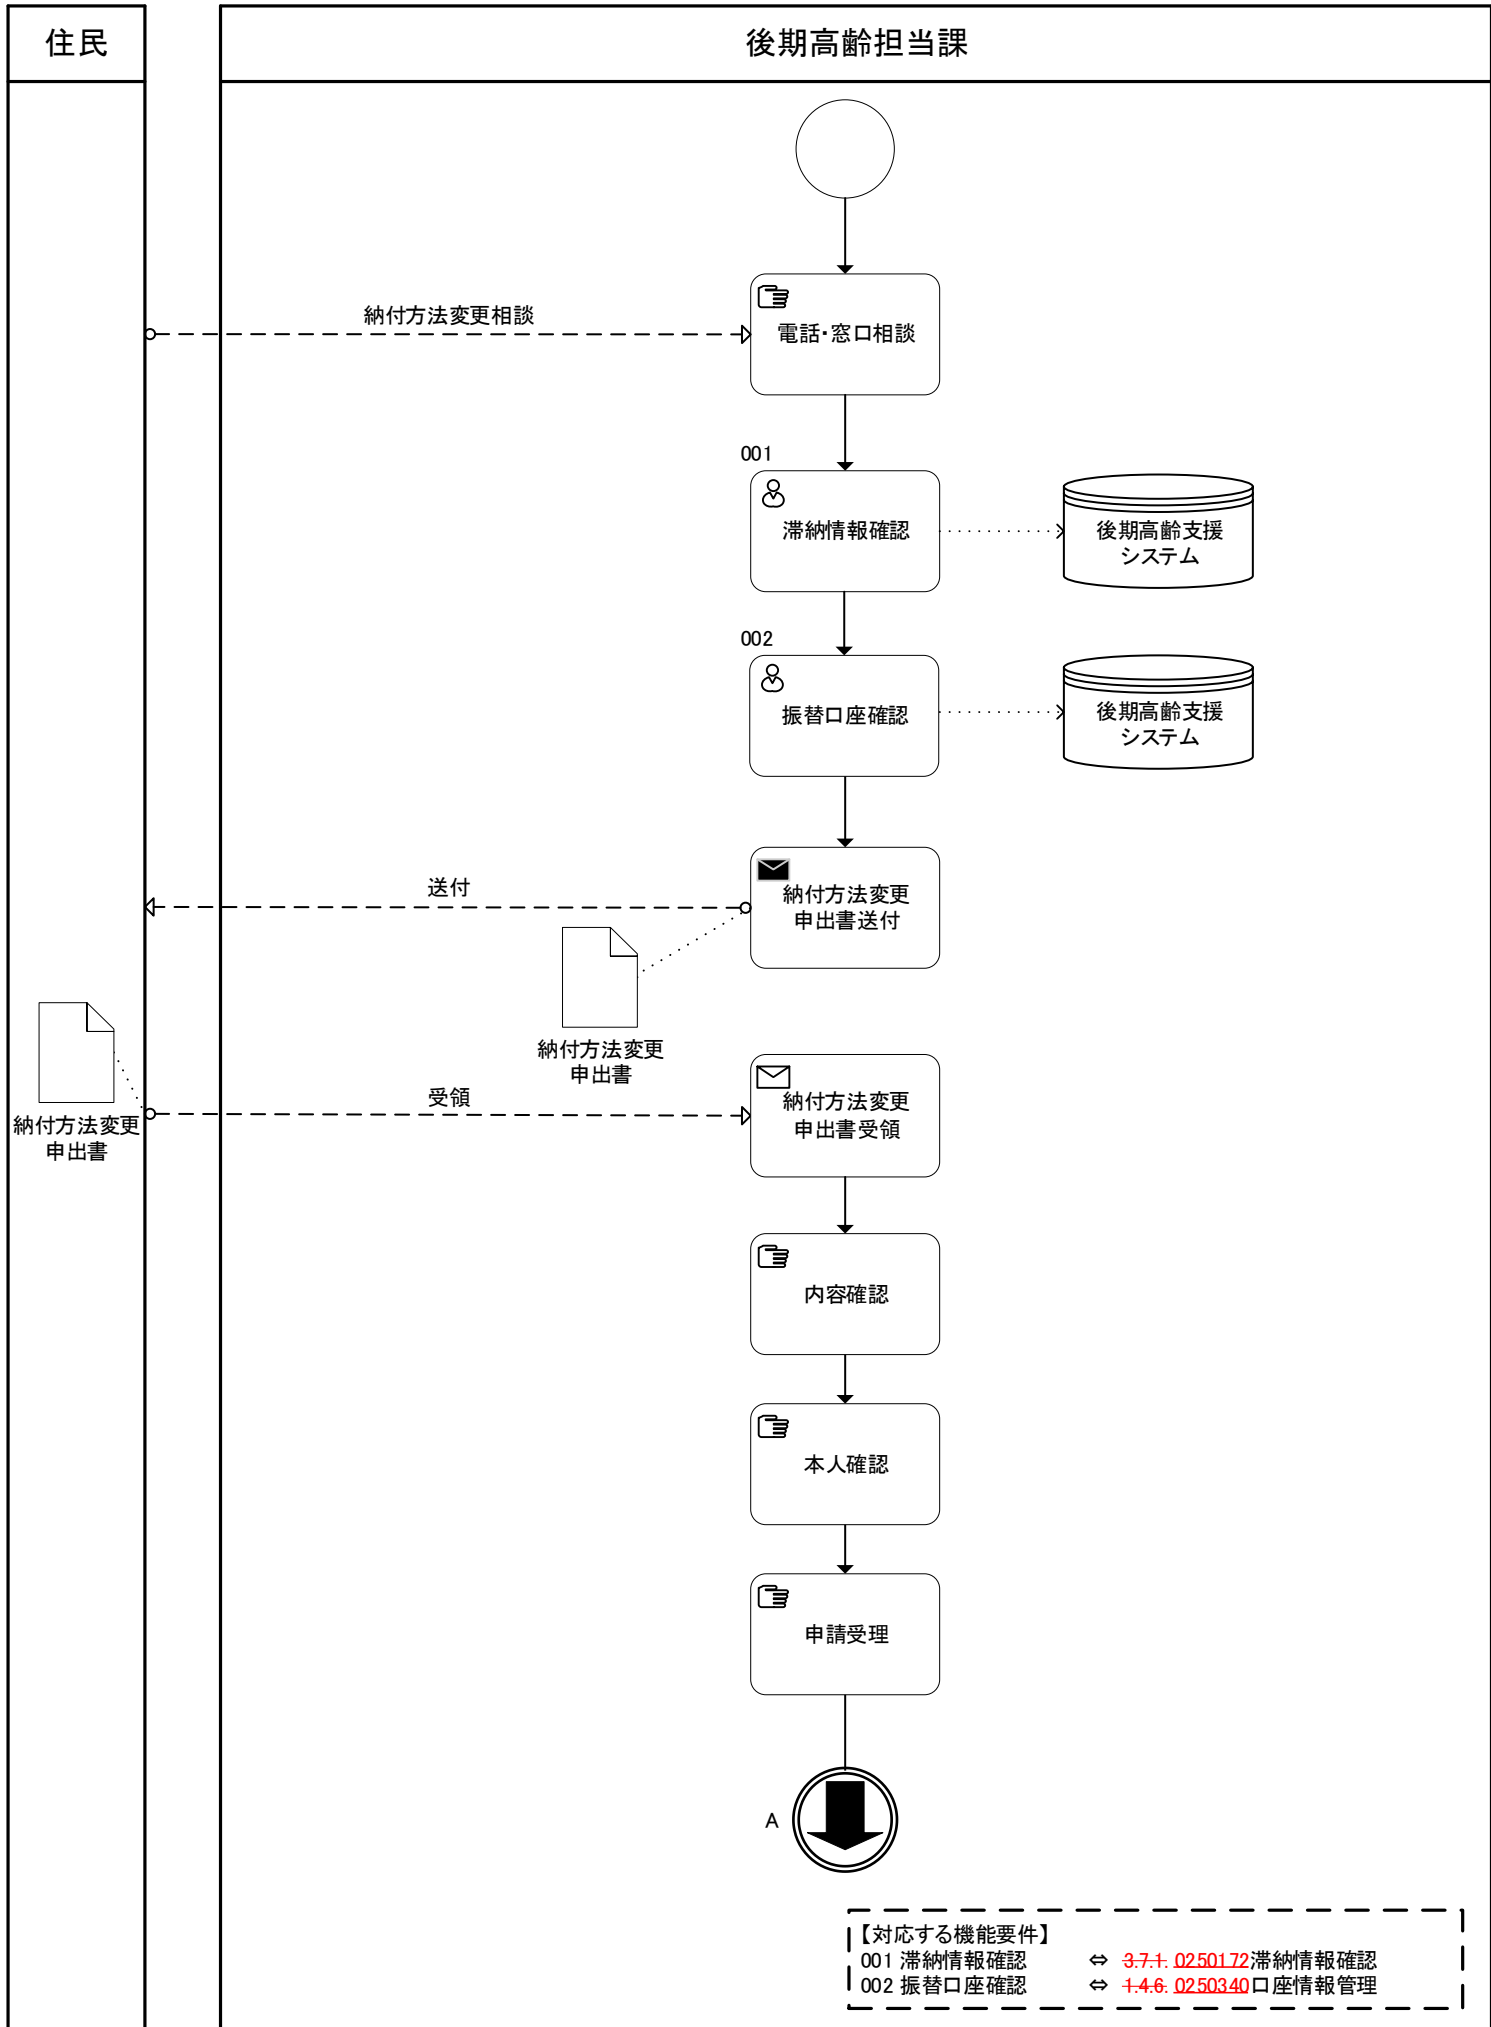 住民
後期高齢担当課
納付方法変更相談
電話・窓口相談
001
滞納情報確認
後期高齢支援
システム
002
振替口座確認
後期高齢支援
システム
送付
納付方法変更
申出書送付
納付方法変更
申出書
納付方法変更
申出書
受領
納付方法変更
申出書受領
内容確認
本人確認
申請受理
A
【対応する機能要件】
001 滞納情報確認 ⇔ 3.7.1. 0250172滞納情報確認
002 振替口座確認 ⇔ 1.4.6. 0250340口座情報管理